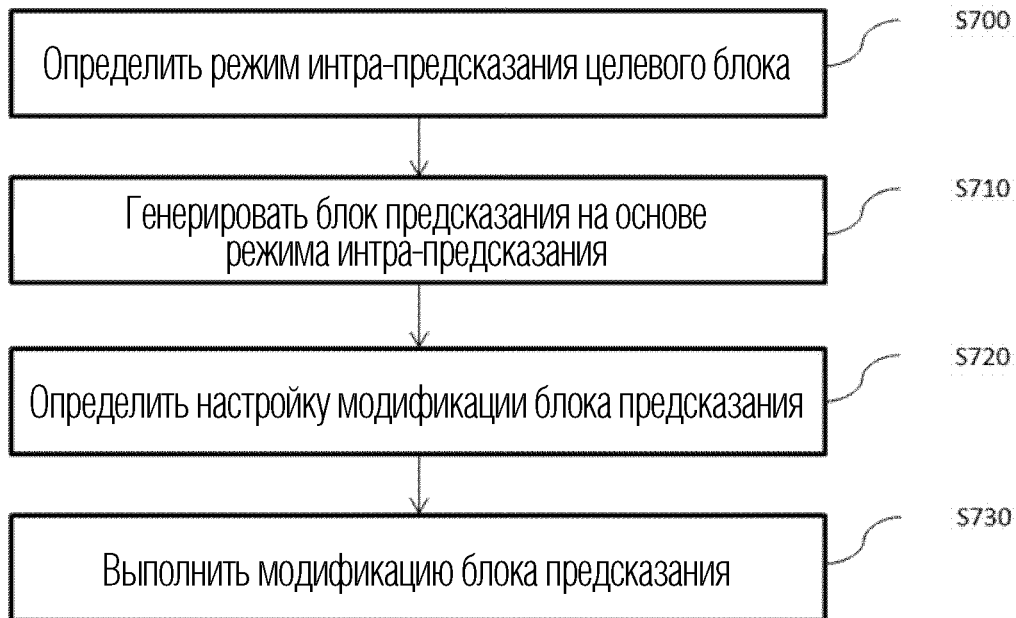 S700
Определить режим интра-предсказания целевого блока
S710
Генерировать блок предсказания на основе
режима интра-предсказания
S720
Определить настройку модификации блока предсказания
S730
Выполнить модификацию блока предсказания